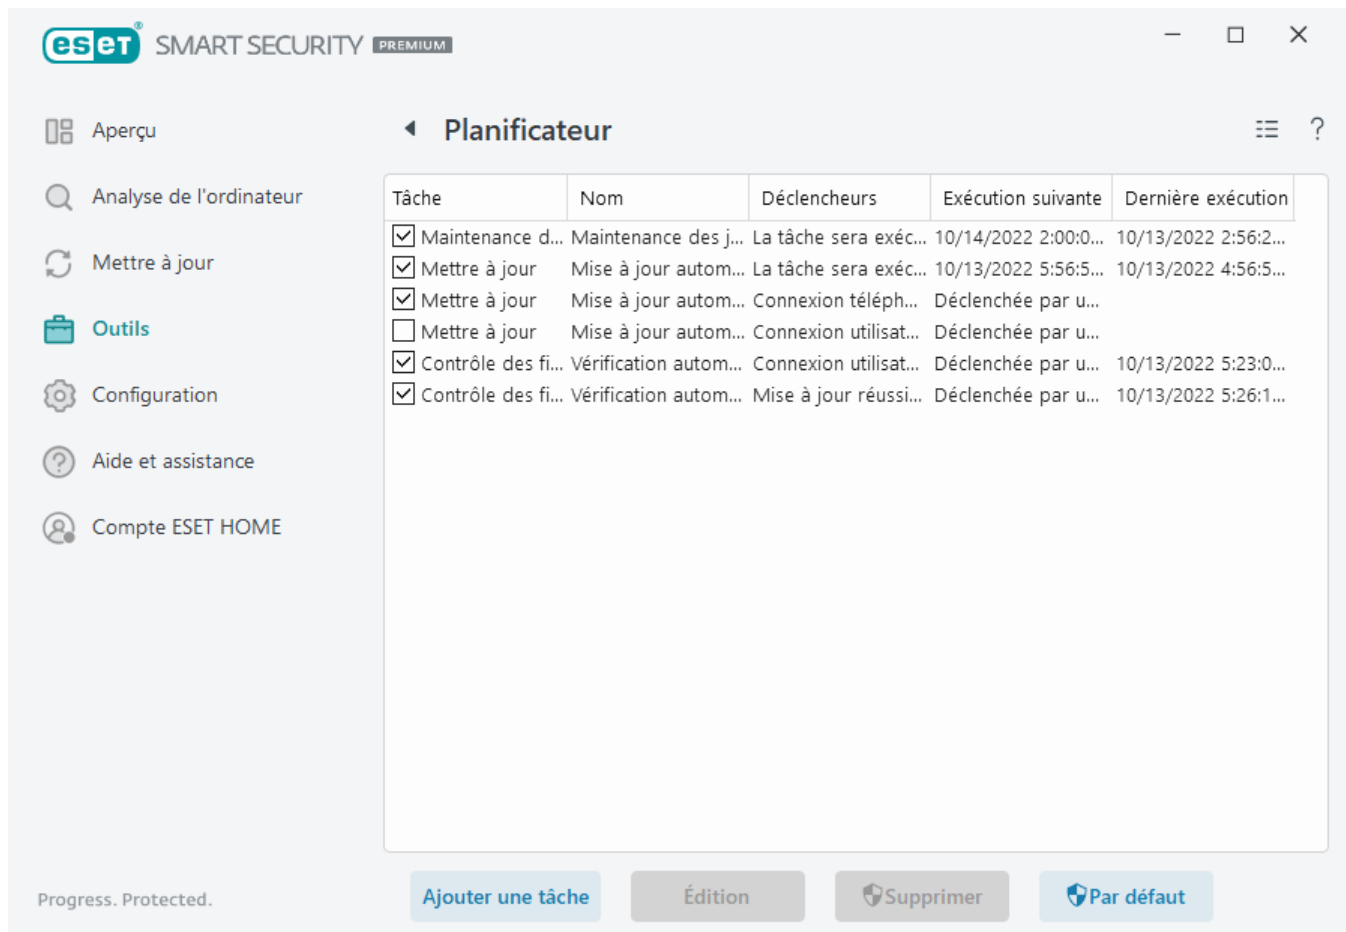 eset® SMART SECURITY PREMIUM
Aperçu
Analyse de l'ordinateur
Mettre à jour
Outils
Configuration
Aide et assistance
Compte ESET HOME
Progress. Protected.
Planificateur
?
Tâche Nom Déclencheurs Exécution suivante Dernière exécution
Maintenance d... Maintenance des j... La tâche sera exéc... 10/14/2022 2:00:0... 10/13/2022 2:56:2...
Mettre à jour Mise à jour autom... La tâche sera exéc... 10/13/2022 5:56:5... 10/13/2022 4:56:5...
Mettre à jour Mise à jour autom... Connexion téléph... Déclenchée par u...
Mettre à jour Mise à jour autom... Connexion utilisat... Déclenchée par u...
Contrôle des fi... Vérification autom... Connexion utilisat... Déclenchée par u... 10/13/2022 5:23:0...
Contrôle des fi... Vérification autom... Mise à jour réussi... Déclenchée par u... 10/13/2022 5:26:1...
Ajouter une tâche Édition Supprimer Par défaut